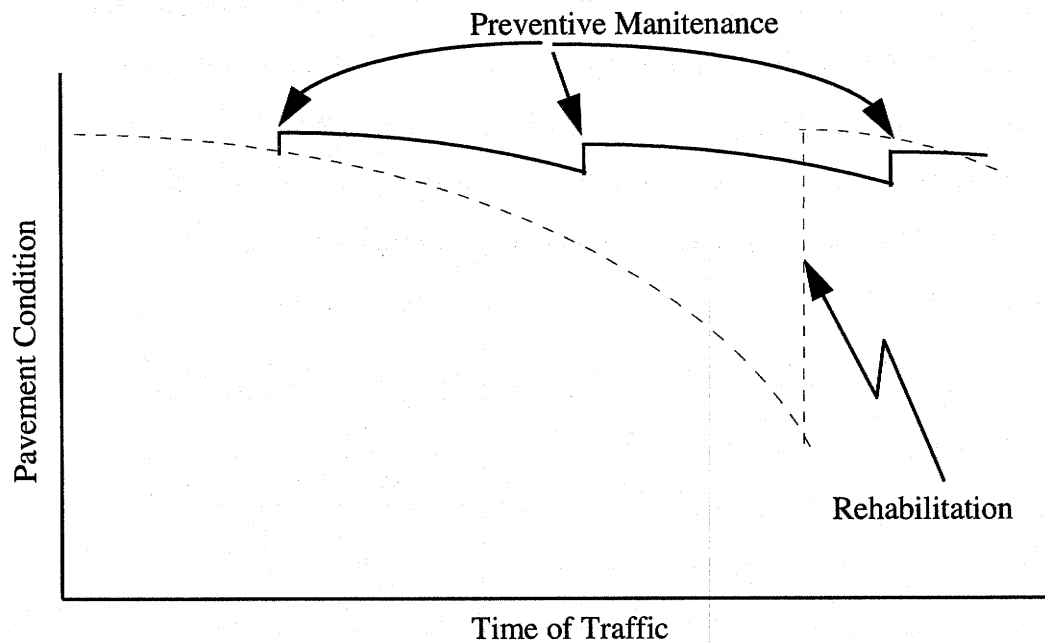 Preventive Manitenance
Pavement Condition
Rehabilitation
Time of Traffic